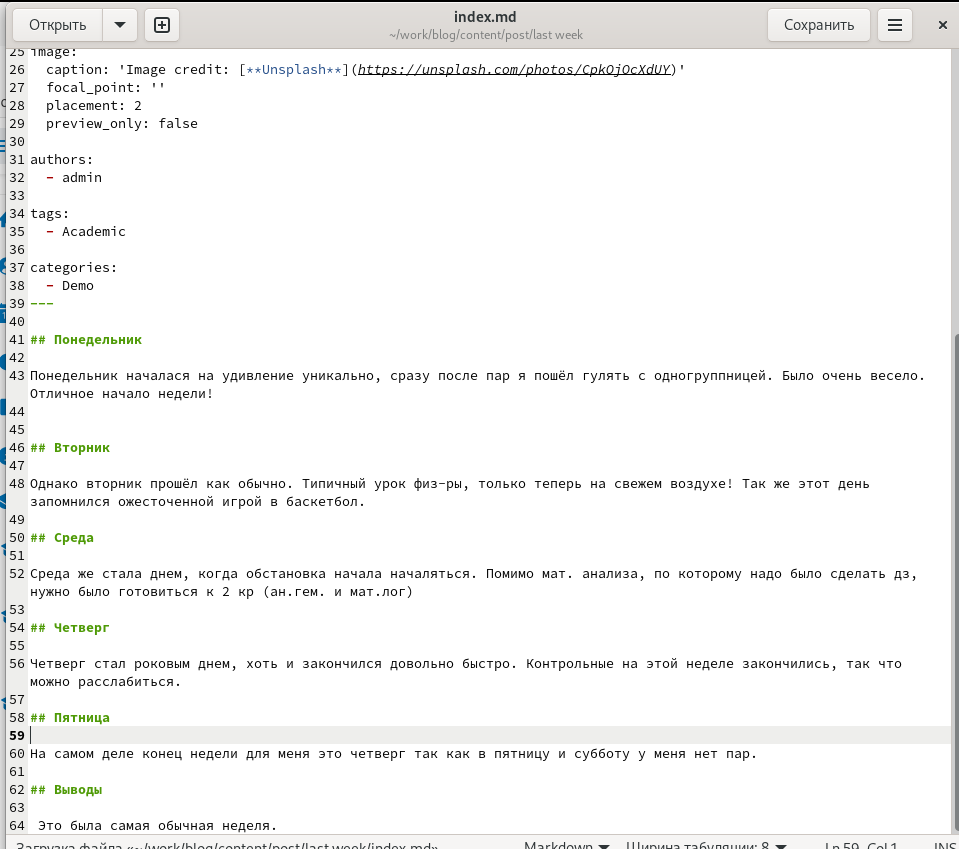 Открыть
index.md
~/work/blog/content/post/last week
Сохранить
25 image:
26 caption: 'Image credit: [**Unsplash**](https://unsplash.com/photos/CpkOjOcXdUY)'
27 focal_point: ''
28 placement: 2
29 preview_only: false
30
31 authors:
32 - admin
33
34 tags:
35 - Academic
36
37 categories:
38 - Demo
39 ---
40
41 ## Понедельник
42
43 Понедельник началася на удивление уникально, сразу после пар я пошёл гулять с одногруппницей. Было очень весело.
Отличное начало недели!
44
45
46 ## Вторник
47
48 Однако вторник прошёл как обычно. Типичный урок физ-ры, только теперь на свежем воздухе! Так же этот день
запомнился ожесточенной игрой в баскетбол.
49
50 ## Среда
51
52 Среда же стала днем, когда обстановка начала началяться. Помимо мат. анализа, по которому надо было сделать дз,
нужно было готовиться к 2 кр (ан.гем. и мат.лог)
53
54 ## Четверг
55
56 Четверг стал роковым днем, хоть и закончился довольно быстро. Контрольные на этой неделе закончились, так что
можно расслабиться.
57
58 ## Пятница
59
60 На самом деле конец недели для меня это четверг так как в пятницу и субботу у меня нет пар.
61
62 ## Выводы
63
64 Это была самая обычная неделя.
Загрузка файла «~/work/blog/content/post/last week/index.md»
Markdown
Ширина табуляции: 8
Ln 59, Col 1
INS